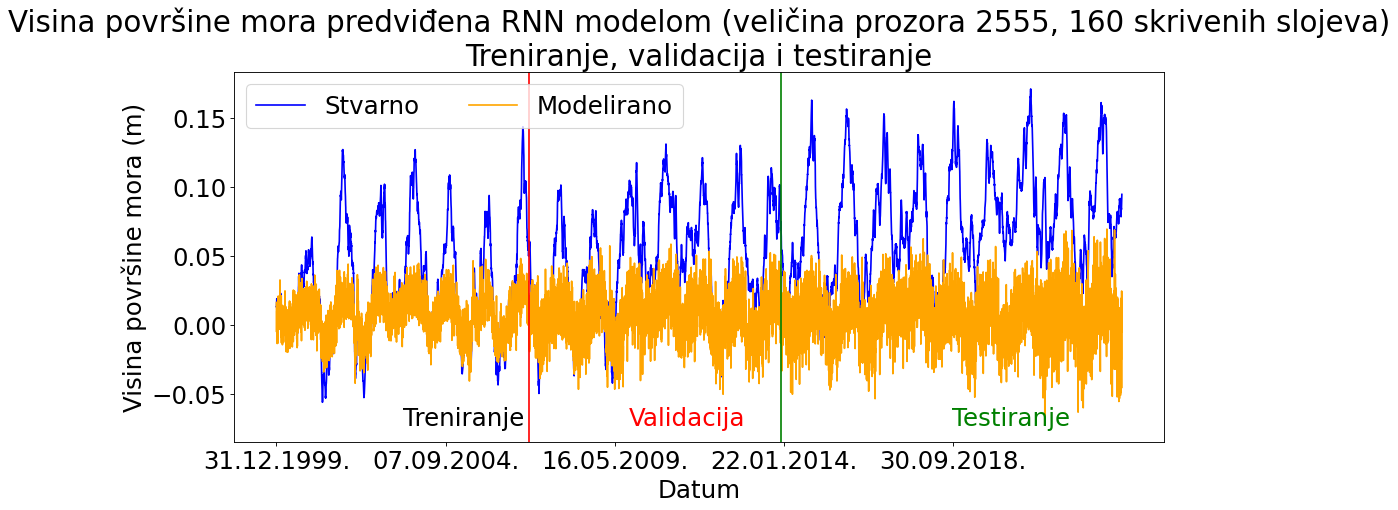 Visina površine mora predviđena RNN modelom (veličina prozora 2555, 160 skrivenih slojeva)
Treniranje, validacija i testiranje
Stvarno
Modelirano
Visina površine mora (m)
0.15
0.10
0.05
0.00
−0.05
Treniranje
Validacija
Testiranje
31.12.1999.
07.09.2004.
16.05.2009.
22.01.2014.
30.09.2018.
Datum